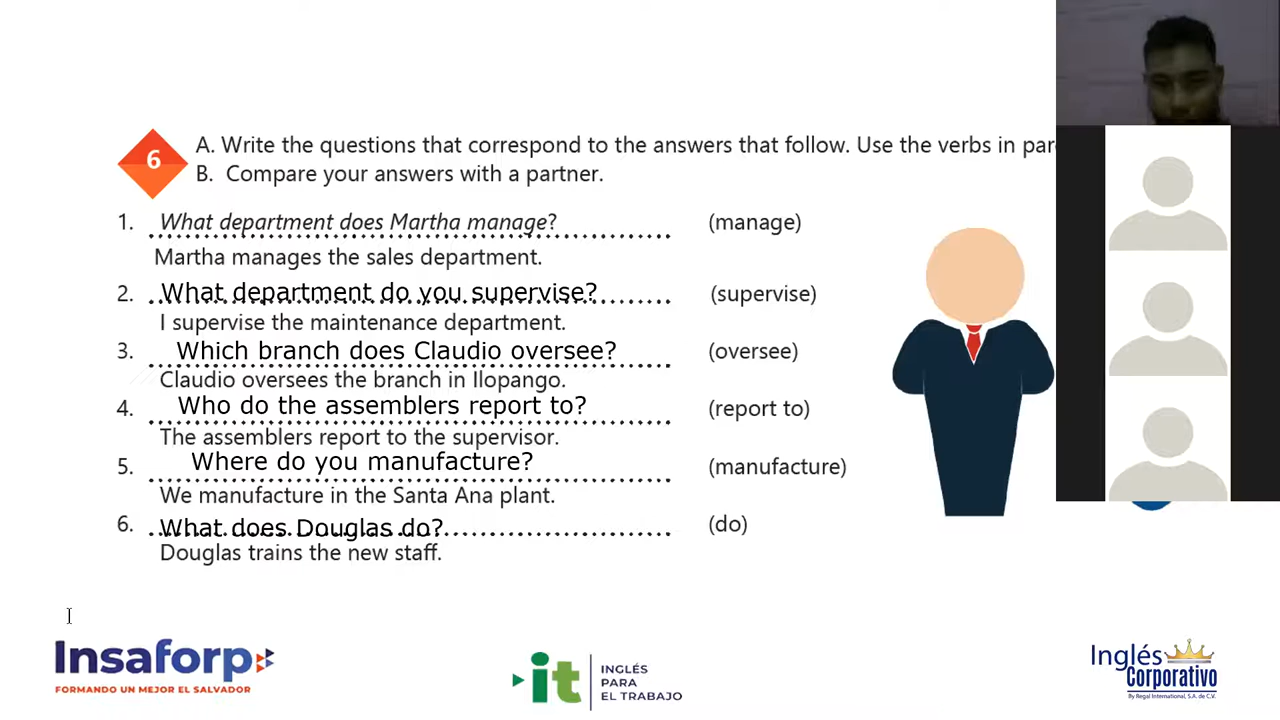 6
A. Write the questions that correspond to the answers that follow. Use the verbs in par
B. Compare your answers with a partner.
1. What department does Martha manage? (manage)
Martha manages the sales department.
2. What department do you supervise? (supervise)
I supervise the maintenance department.
3. Which branch does Claudio oversee? (oversee)
Claudio oversees the branch in Ilopango.
4. Who do the assemblers report to? (report to)
The assemblers report to the supervisor.
5. Where do you manufacture? (manufacture)
We manufacture in the Santa Ana plant.
6. What does Douglas do? (do)
Douglas trains the new staff.
Insaforp
FORMANDO UN MEJOR EL SALVADOR
it
INGLÉS
PARA
EL TRABAJO
Inglés
Corporativo
By Regal International, S.A. de C.V.